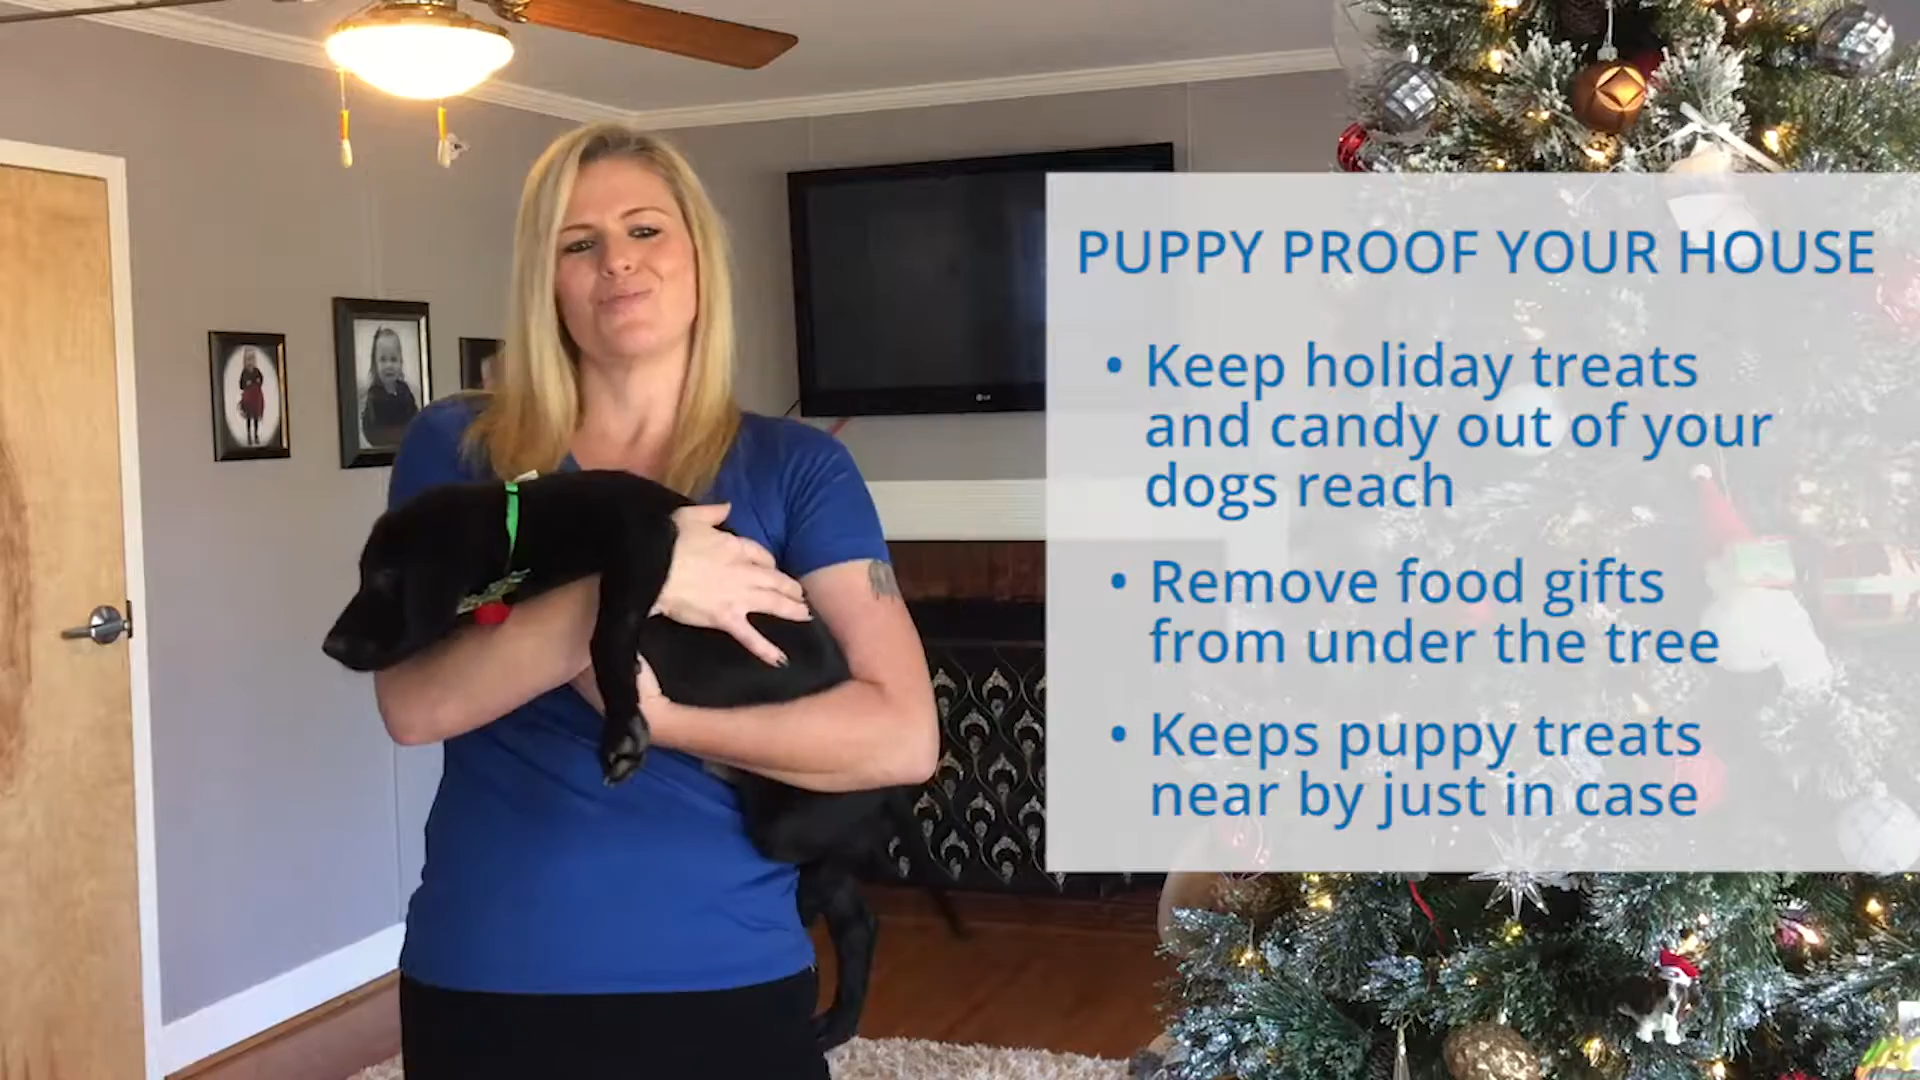 PUPPY PROOF YOUR HOUSE
• Keep holiday treats
and candy out of your
dogs reach
• Remove food gifts
from under the tree
• Keeps puppy treats
near by just in case
LG